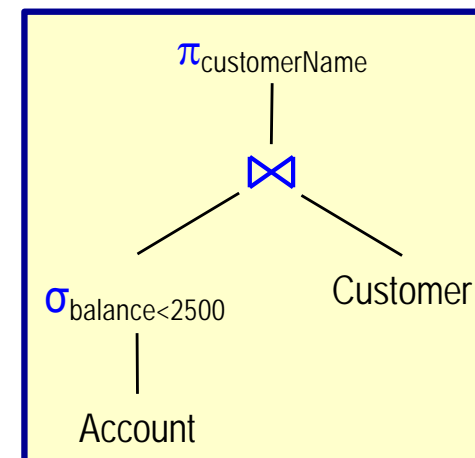 πcustomerName
⋈
σbalance<2500
Customer
Account